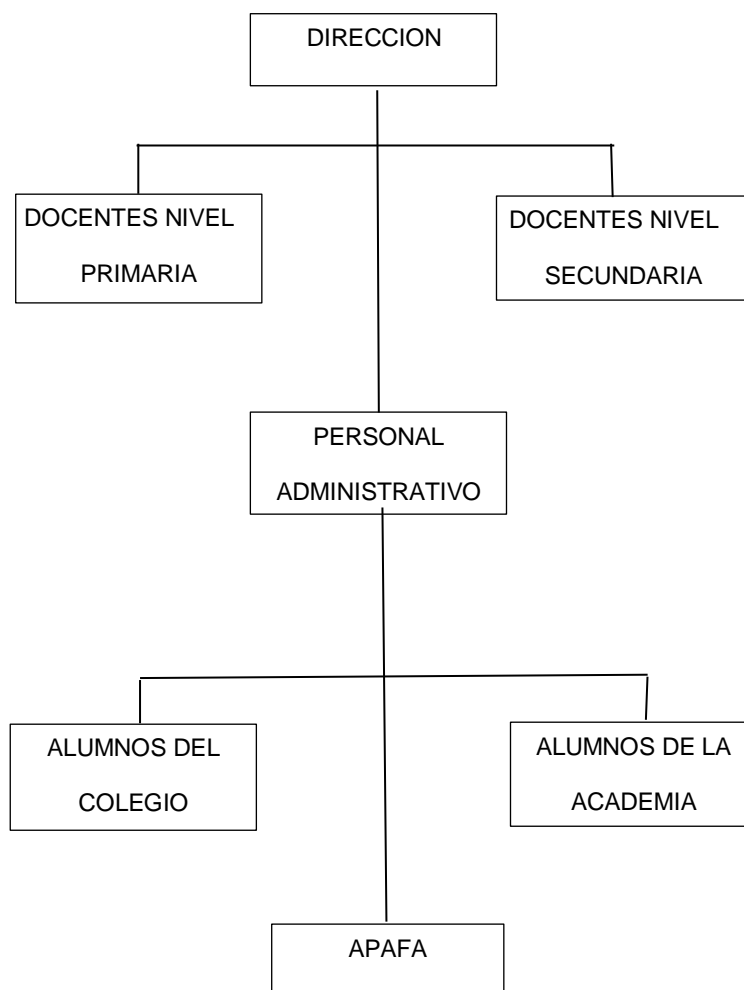 DIRECCION
DOCENTES NIVEL
PRIMARIA
DOCENTES NIVEL
SECUNDARIA
PERSONAL
ADMINISTRATIVO
ALUMNOS DEL
COLEGIO
ALUMNOS DE LA
ACADEMIA
APAFA